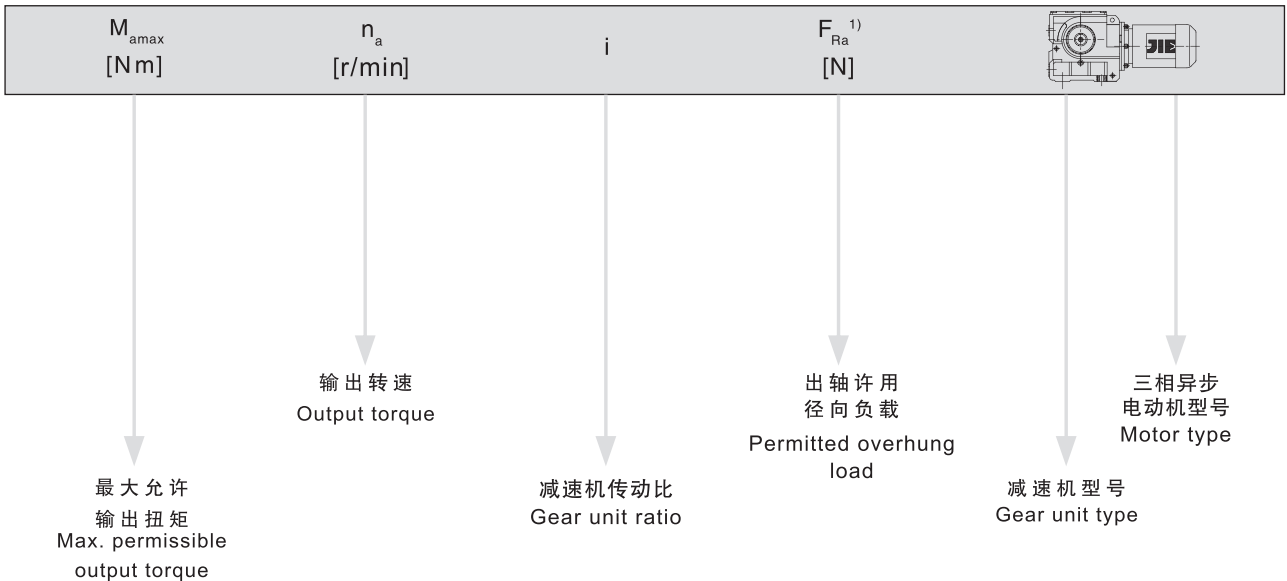 Mamax
[Nm]
na
[r/min]
i
FRa1)
[N]
JIE
输出转速
Output torque
出轴许用
径向负载
Permitted overhung
load
三相异步
电动机型号
Motor type
最大允许
输出扭矩
Max. permissible
output torque
减速机传动比
Gear unit ratio
减速机型号
Gear unit type